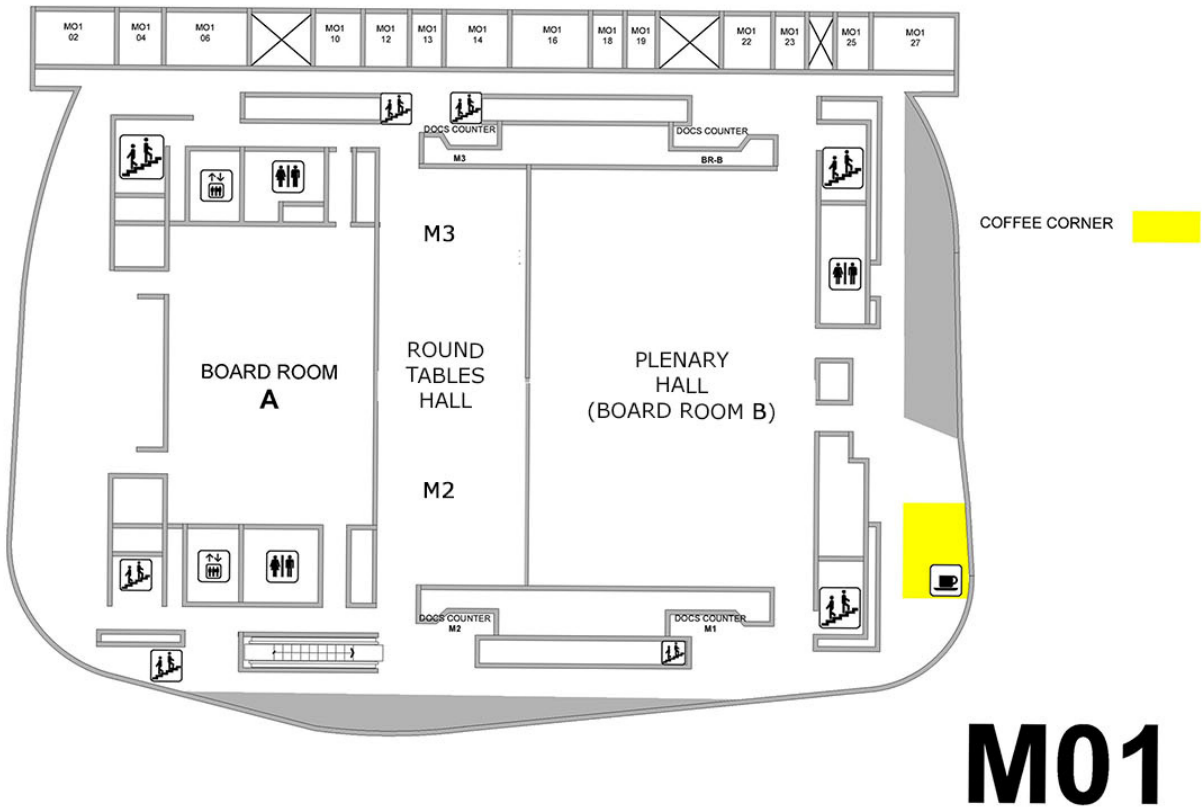 MO1
02
MO1
04
MO1
06
MO1
10
MO1
12
MO1
13
MO1
14
MO1
16
MO1
18
MO1
19
MO1
22
MO1
23
MO1
25
MO1
27
DOCS COUNTER
M3
DOCS COUNTER
BR-B
COFFEE CORNER
M3
ROUND
TABLES
HALL
M2
BOARD ROOM
A
PLENARY
HALL
(BOARD ROOM B)
DOCS COUNTER
M2
DOCS COUNTER
M1
M01